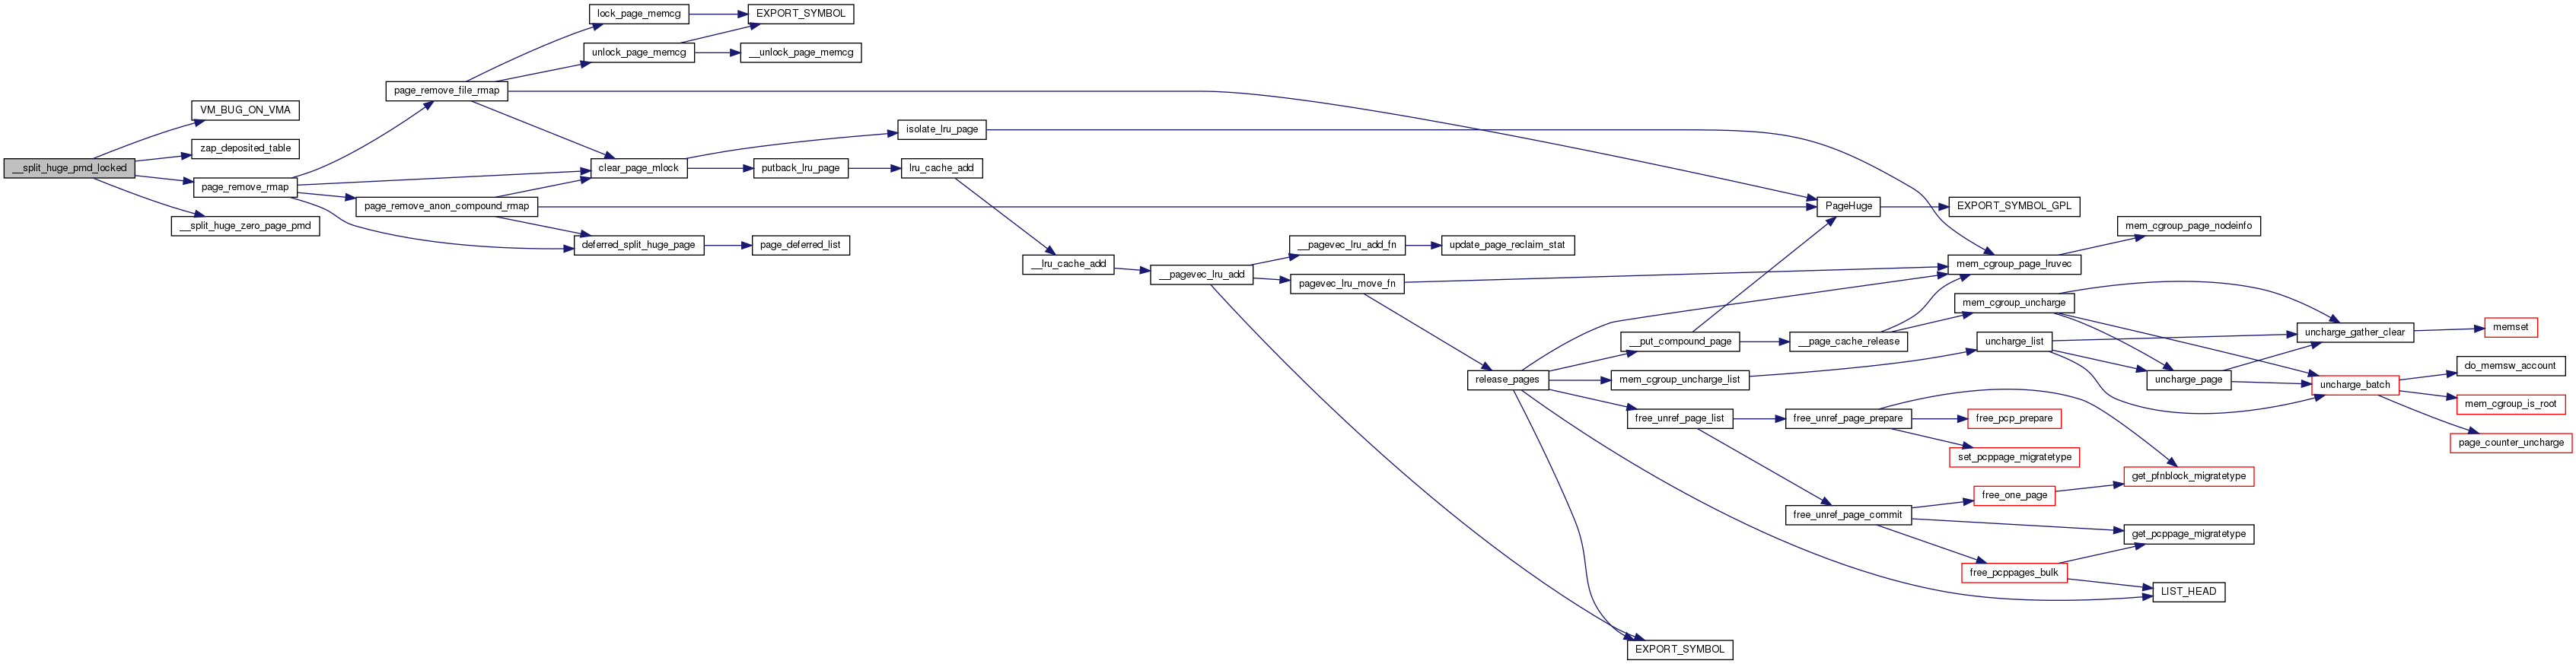 lock_page_memcg
EXPORT_SYMBOL
unlock_page_memcg
__unlock_page_memcg
page_remove_file_rmap
VM_BUG_ON_VMA
isolate_lru_page
zap_deposited_table
__split_huge_pmd_locked
clear_page_mlock
putback_lru_page
lru_cache_add
page_remove_rmap
page_remove_anon_compound_rmap
PageHuge
EXPORT_SYMBOL_GPL
__split_huge_zero_page_pmd
mem_cgroup_page_nodeinfo
deferred_split_huge_page
page_deferred_list
__pagevec_lru_add_fn
update_page_reclaim_stat
__lru_cache_add
mem_cgroup_page_lruvec
__pagevec_lru_add
pagevec_lru_move_fn
mem_cgroup_uncharge
memset
uncharge_gather_clear
__put_compound_page
__page_cache_release
uncharge_list
do_memsw_account
release_pages
mem_cgroup_uncharge_list
uncharge_page
uncharge_batch
mem_cgroup_is_root
free_unref_page_list
free_unref_page_prepare
free_pcp_prepare
page_counter_uncharge
set_pcppage_migratetype
get_pfnblock_migratetype
free_one_page
free_unref_page_commit
get_pcppage_migratetype
free_pcppages_bulk
LIST_HEAD
EXPORT_SYMBOL